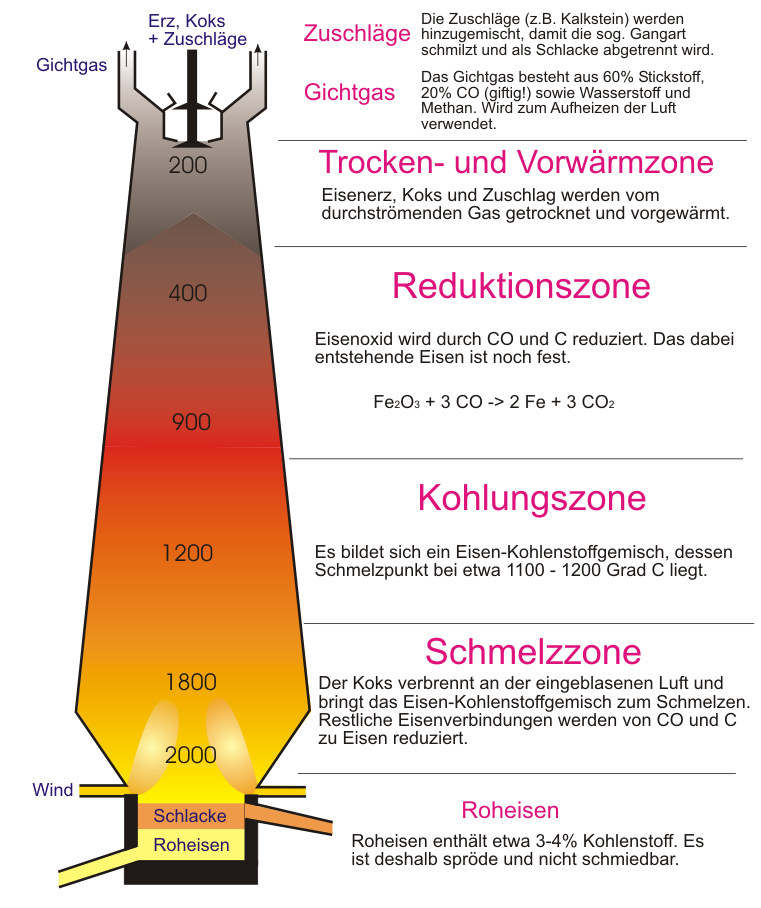 Erz, Koks
+ Zuschläge
Gichtgas
Zuschläge
Die Zuschläge (z.B. Kalkstein) werden
hinzugemischt, damit die sog. Gangart
schmilzt und als Schlacke abgetrennt wird.
Gichtgas
Das Gichtgas besteht aus 60% Stickstoff,
20% CO (giftig!) sowie Wasserstoff und
Methan. Wird zum Aufheizen der Luft
verwendet.
200
Trocken- und Vorwärmzone
Eisenerz, Koks und Zuschlag werden vom
durchströmenden Gas getrocknet und vorgewärmt.
400
Reduktionszone
Eisenoxid wird durch CO und C reduziert. Das dabei
entstehende Eisen ist noch fest.
Fe₂O₃ + 3 CO -> 2 Fe + 3 CO₂
900
Kohlungszone
1200
Es bildet sich ein Eisen-Kohlenstoffgemisch, dessen
Schmelzpunkt bei etwa 1100 - 1200 Grad C liegt.
Schmelzzone
1800
Der Koks verbrennt an der eingeblasenen Luft und
bringt das Eisen-Kohlenstoffgemisch zum Schmelzen.
Restliche Eisenverbindungen werden von CO und C
zu Eisen reduziert.
2000
Wind
Schlacke
Roheisen
Roheisen
Roheisen enthält etwa 3-4% Kohlenstoff. Es
ist deshalb spröde und nicht schmiedbar.